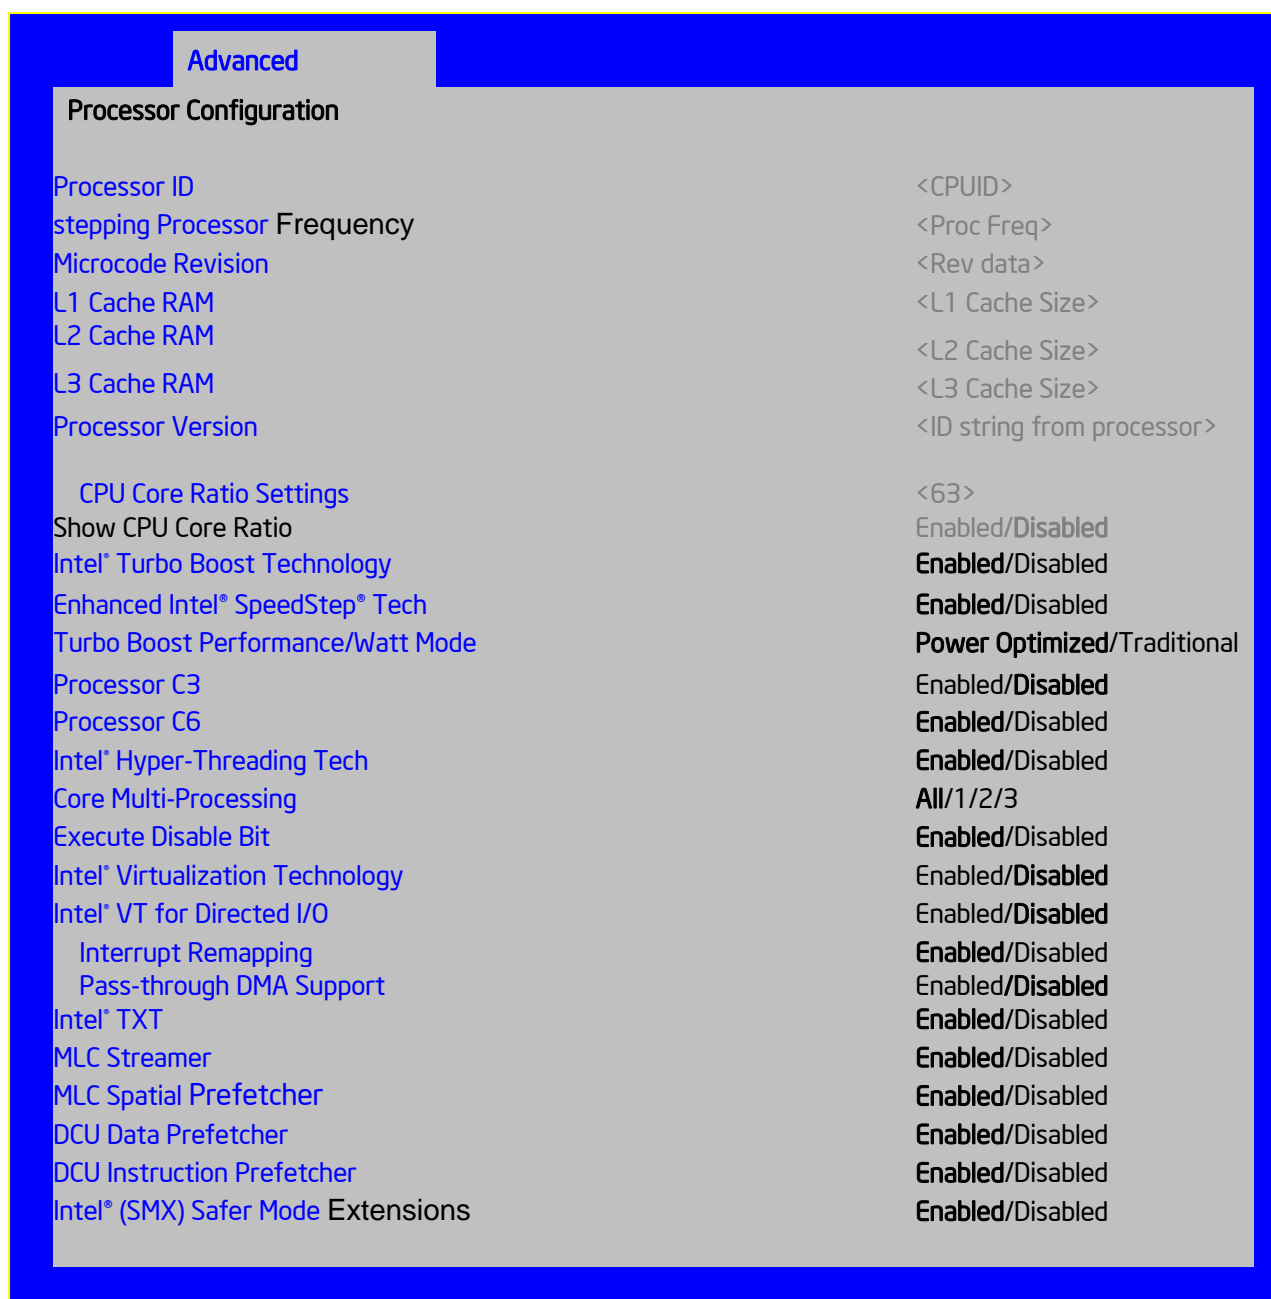 Advanced
Processor Configuration
Processor ID <CPUID>
stepping Processor Frequency <Proc Freq>
Microcode Revision <Rev data>
L1 Cache RAM <L1 Cache Size>
L2 Cache RAM <L2 Cache Size>
L3 Cache RAM <L3 Cache Size>
Processor Version <ID string from processor>
CPU Core Ratio Settings <63>
Show CPU Core Ratio Enabled/Disabled
Intel® Turbo Boost Technology Enabled/Disabled
Enhanced Intel® SpeedStep® Tech Enabled/Disabled
Turbo Boost Performance/Watt Mode Power Optimized/Traditional
Processor C3 Enabled/Disabled
Processor C6 Enabled/Disabled
Intel® Hyper-Threading Tech Enabled/Disabled
Core Multi-Processing All/1/2/3
Execute Disable Bit Enabled/Disabled
Intel® Virtualization Technology Enabled/Disabled
Intel® VT for Directed I/O Enabled/Disabled
Interrupt Remapping Enabled/Disabled
Pass-through DMA Support Enabled/Disabled
Intel® TXT Enabled/Disabled
MLC Streamer Enabled/Disabled
MLC Spatial Prefetcher Enabled/Disabled
DCU Data Prefetcher Enabled/Disabled
DCU Instruction Prefetcher Enabled/Disabled
Intel® (SMX) Safer Mode Extensions Enabled/Disabled